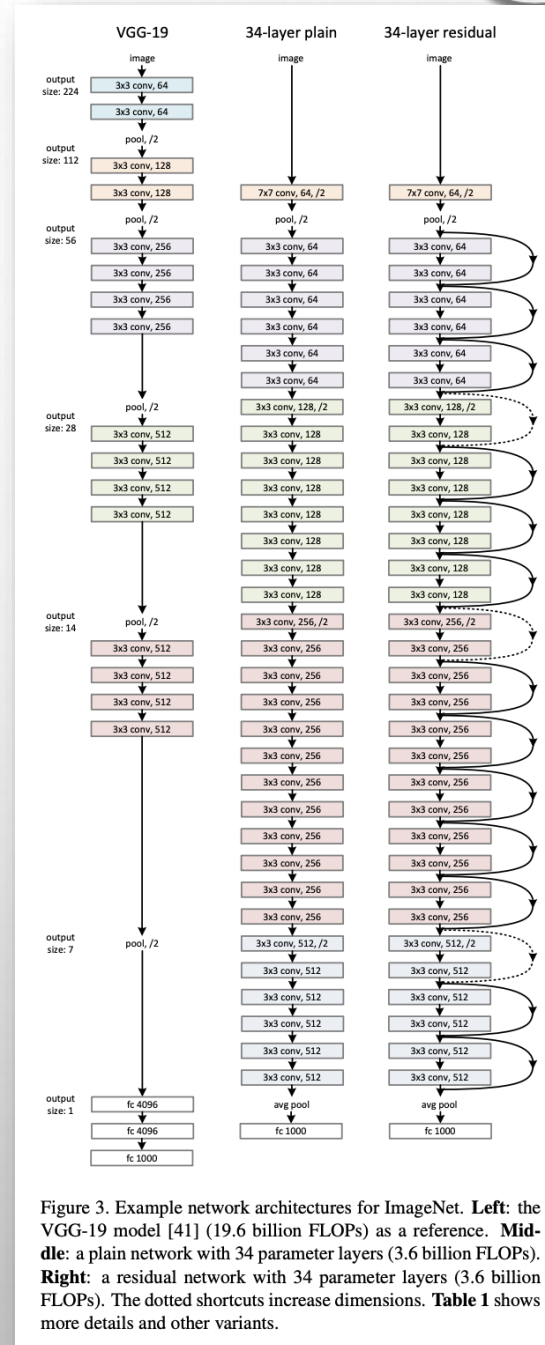 VGG-19
image
output
size: 224
3x3 conv, 64
3x3 conv, 64
pool, /2
output
size: 112
3x3 conv, 128
3x3 conv, 128
pool, /2
output
size: 56
3x3 conv, 256
3x3 conv, 256
3x3 conv, 256
3x3 conv, 256
pool, /2
output
size: 28
3x3 conv, 512
3x3 conv, 512
3x3 conv, 512
3x3 conv, 512
pool, /2
output
size: 14
3x3 conv, 512
3x3 conv, 512
3x3 conv, 512
3x3 conv, 512
output
size: 7
pool, /2
output
size: 1
fc 4096
fc 4096
fc 1000
34-layer plain
image
7x7 conv, 64, /2
pool, /2
3x3 conv, 64
3x3 conv, 64
3x3 conv, 64
3x3 conv, 64
3x3 conv, 64
3x3 conv, 64
3x3 conv, 128, /2
3x3 conv, 128
3x3 conv, 128
3x3 conv, 128
3x3 conv, 128
3x3 conv, 128
3x3 conv, 128
3x3 conv, 128
3x3 conv, 256, /2
3x3 conv, 256
3x3 conv, 256
3x3 conv, 256
3x3 conv, 256
3x3 conv, 256
3x3 conv, 256
3x3 conv, 256
3x3 conv, 256
3x3 conv, 256
3x3 conv, 256
3x3 conv, 256
3x3 conv, 512, /2
3x3 conv, 512
3x3 conv, 512
3x3 conv, 512
3x3 conv, 512
3x3 conv, 512
avg pool
fc 1000
34-layer residual
image
7x7 conv, 64, /2
pool, /2
3x3 conv, 64
3x3 conv, 64
3x3 conv, 64
3x3 conv, 64
3x3 conv, 64
3x3 conv, 64
3x3 conv, 128, /2
3x3 conv, 128
3x3 conv, 128
3x3 conv, 128
3x3 conv, 128
3x3 conv, 128
3x3 conv, 128
3x3 conv, 128
3x3 conv, 256, /2
3x3 conv, 256
3x3 conv, 256
3x3 conv, 256
3x3 conv, 256
3x3 conv, 256
3x3 conv, 256
3x3 conv, 256
3x3 conv, 256
3x3 conv, 256
3x3 conv, 256
3x3 conv, 256
3x3 conv, 512, /2
3x3 conv, 512
3x3 conv, 512
3x3 conv, 512
3x3 conv, 512
3x3 conv, 512
avg pool
fc 1000
Figure 3. Example network architectures for ImageNet. Left: the
VGG-19 model [41] (19.6 billion FLOPs) as a reference. Mid-
dle: a plain network with 34 parameter layers (3.6 billion FLOPs).
Right: a residual network with 34 parameter layers (3.6 billion
FLOPs). The dotted shortcuts increase dimensions. Table 1 shows
more details and other variants.